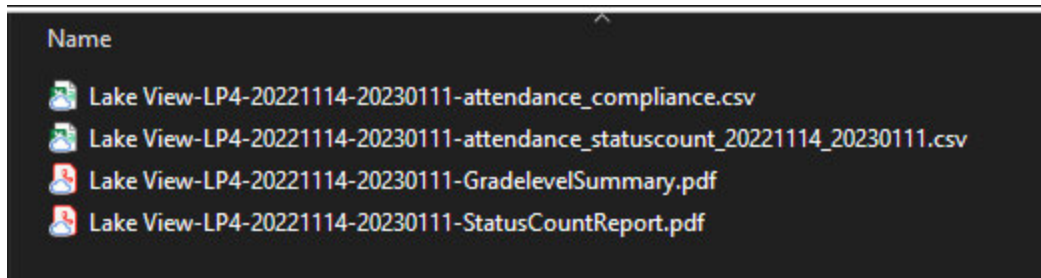 Name
Lake View-LP4-20221114-20230111-attendance_compliance.csv
Lake View-LP4-20221114-20230111-attendance_statuscount_20221114_20230111.csv
Lake View-LP4-20221114-20230111-GradelevelSummary.pdf
Lake View-LP4-20221114-20230111-StatusCountReport.pdf